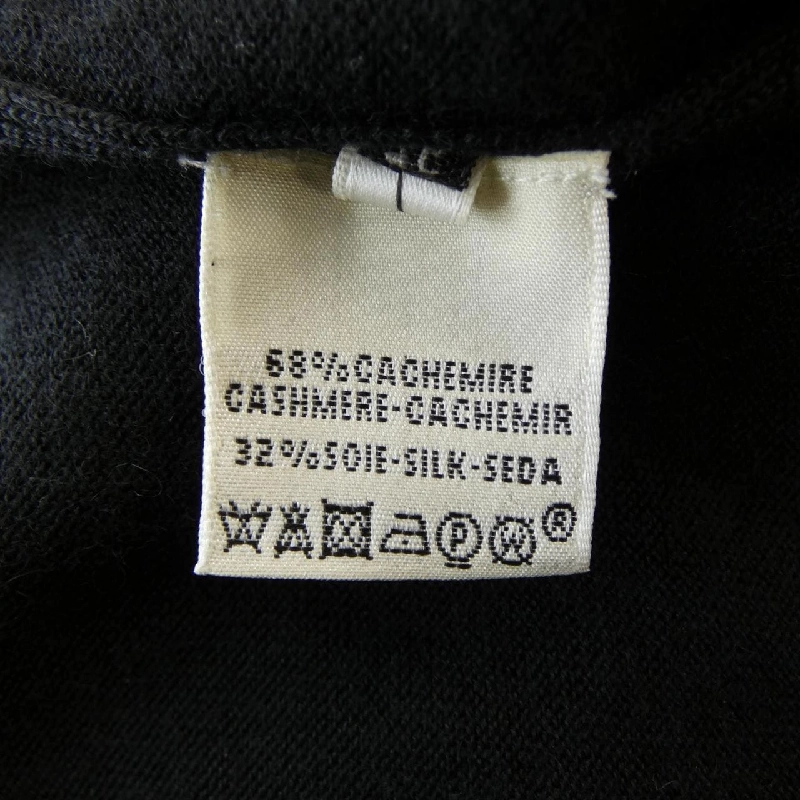 68%CACHEMIRE
CASHMERE-CACHEMIR
32%SOIE-SILK-SEDA
P W ®